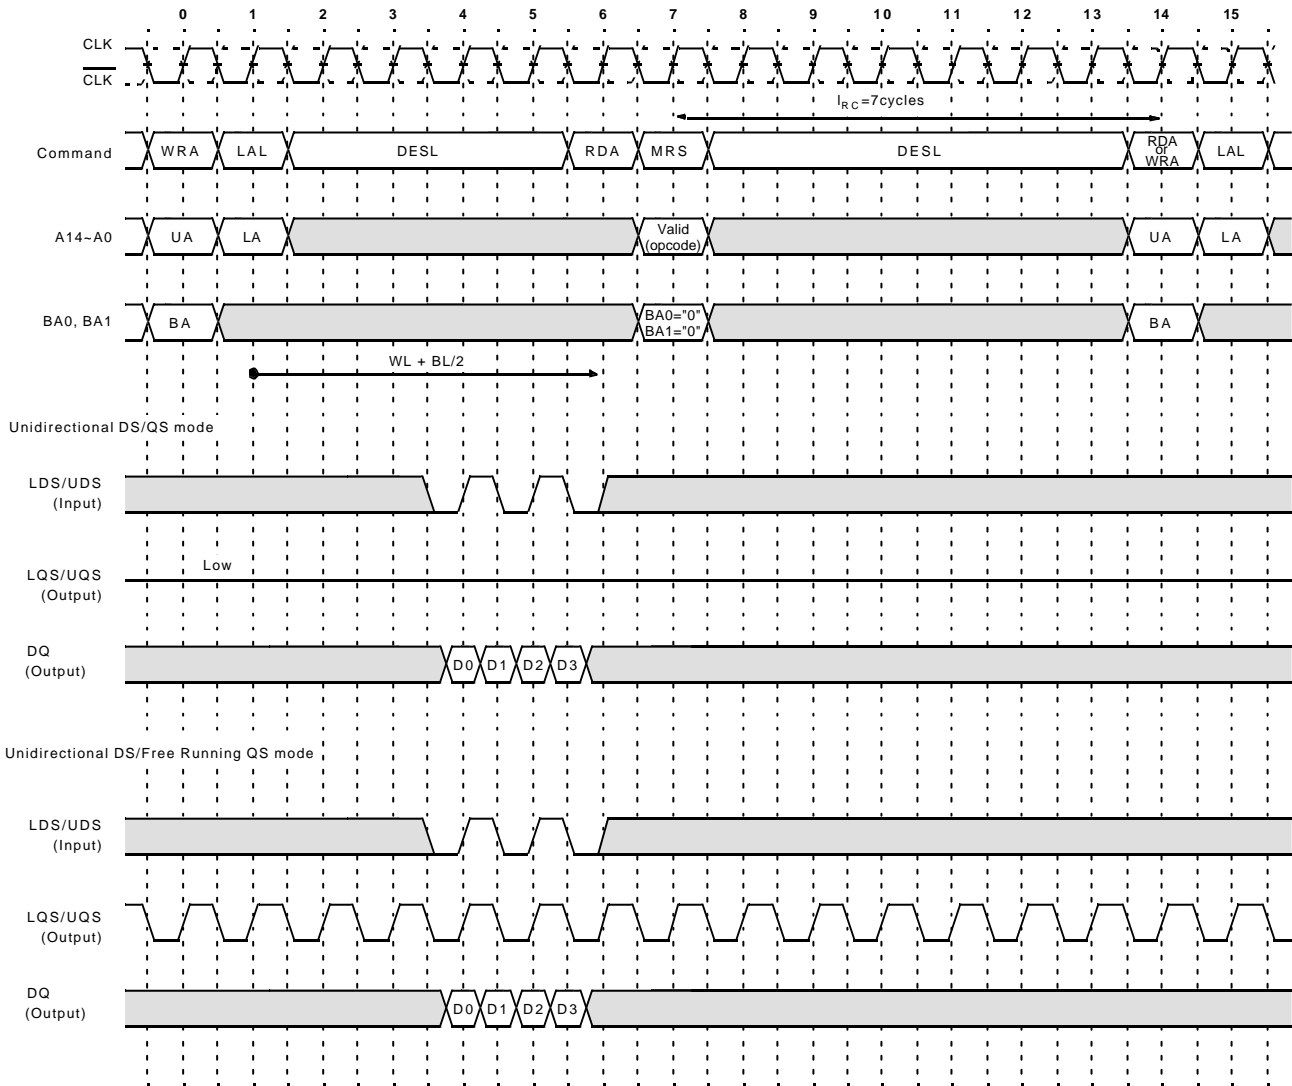 0 1 2 3 4 5 6 7 8 9 10 11 12 13 14 15
CLK
CLK
IRC=7cycles
Command WRA LAL DESL RDA MRS DESL RDA or WRA LAL
A14~A0 UA LA Valid (opcode) UA LA
BA0, BA1 BA BA0="0" BA1="0" BA
WL + BL/2
Unidirectional DS/QS mode
LDS/UDS
(Input)
Low
LQS/UQS
(Output)
DQ
(Output)
D0 D1 D2 D3
Unidirectional DS/Free Running QS mode
LDS/UDS
(Input)
LQS/UQS
(Output)
DQ
(Output)
D0 D1 D2 D3